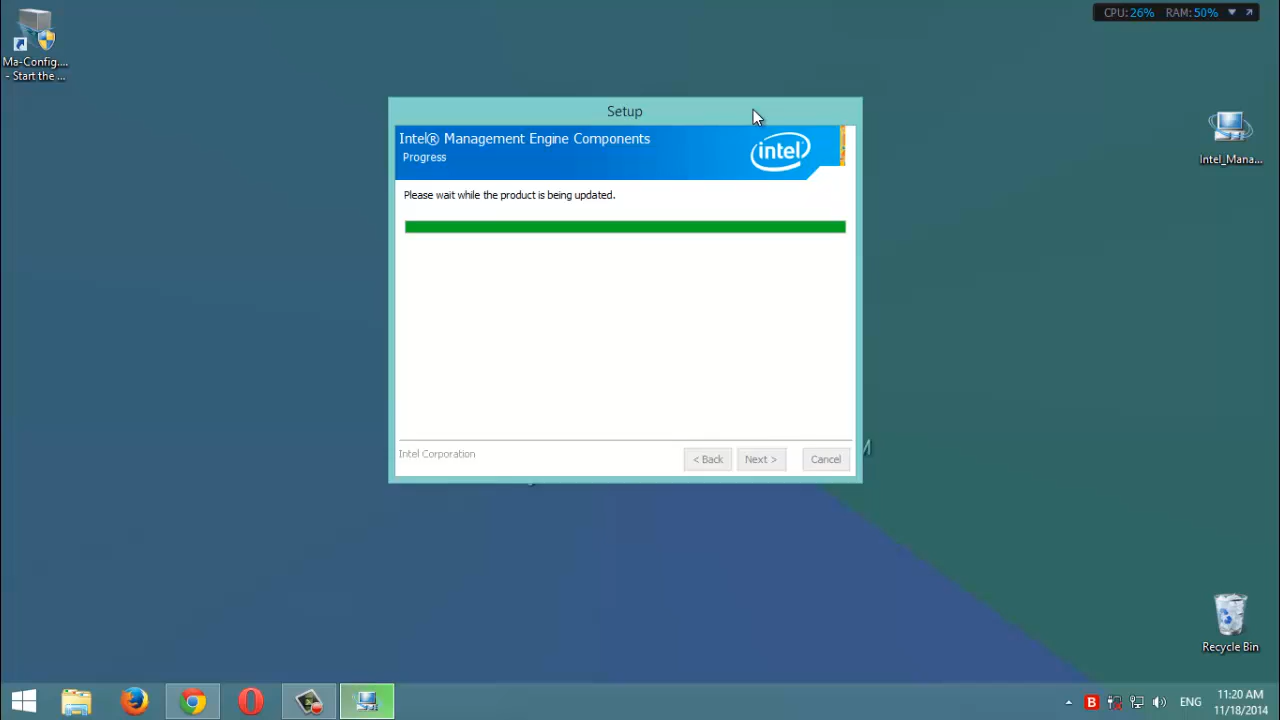 CPU: 26% RAM: 50%
Ma-Config....
- Start the ...
Setup
Intel® Management Engine Components
Progress
intel
Intel_Mana...
Please wait while the product is being updated.
Intel Corporation
< Back
Next >
Cancel
Recycle Bin
B
ENG
11:20 AM
11/18/2014